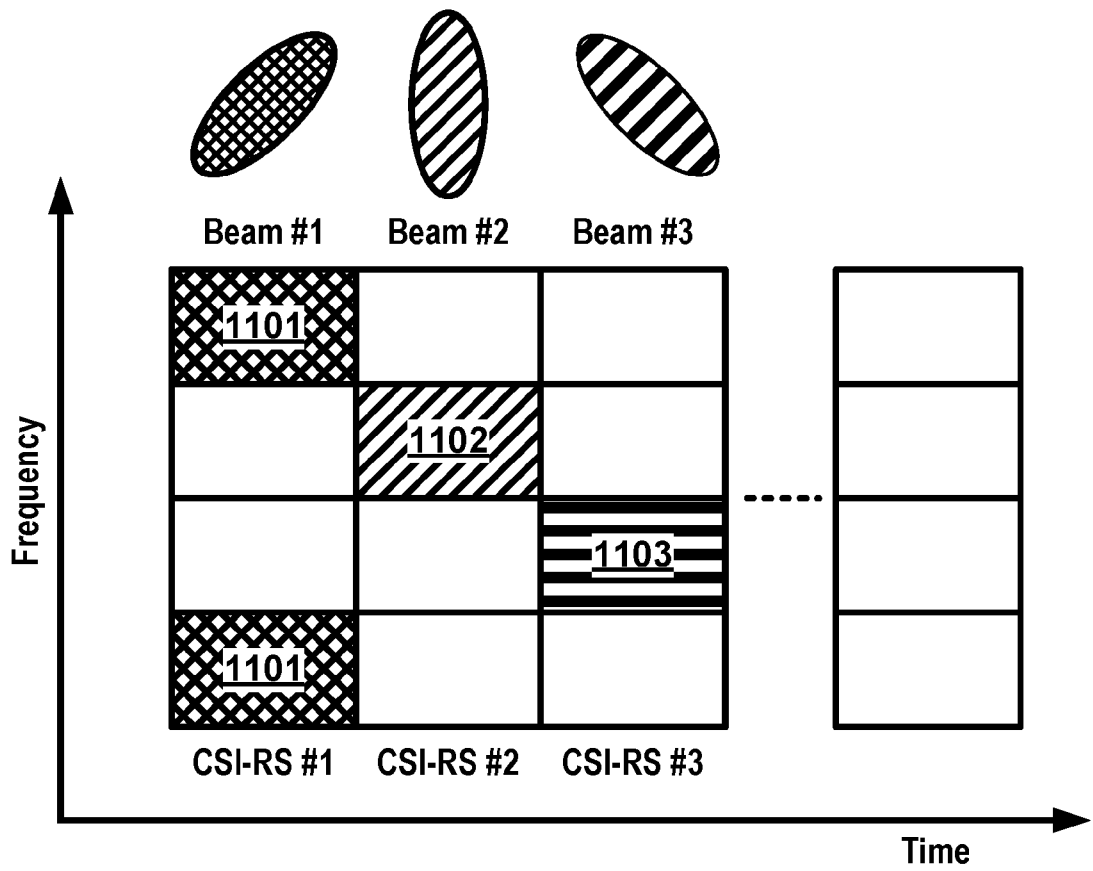 Beam #1 Beam #2 Beam #3
1101
1102
1103
1101
CSI-RS #1 CSI-RS #2 CSI-RS #3
Frequency
Time